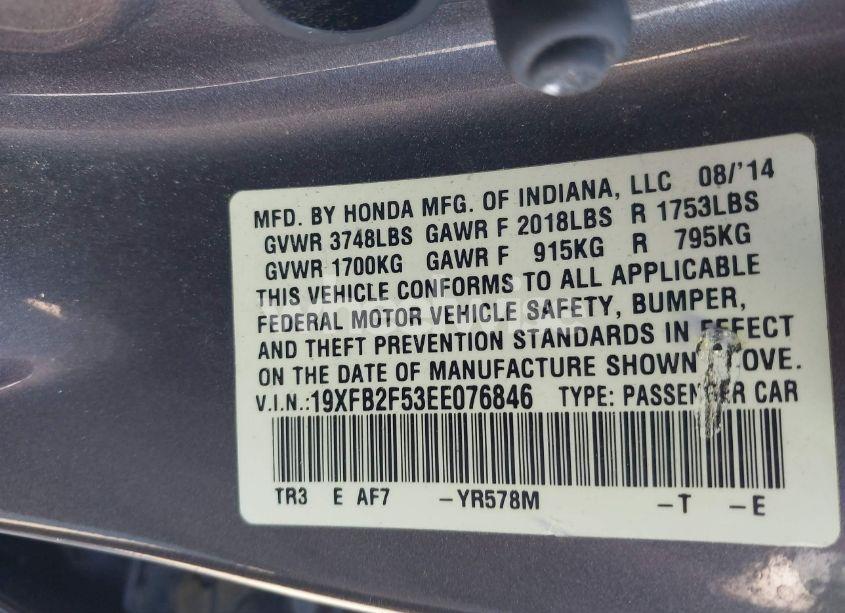 MFD. BY HONDA MFG. OF INDIANA, LLC 08/'14
GVWR 3748LBS GAWR F 2018LBS R 1753LBS
GVWR 1700KG GAWR F 915KG R 795KG
THIS VEHICLE CONFORMS TO ALL APPLICABLE
FEDERAL MOTOR VEHICLE SAFETY, BUMPER,
AND THEFT PREVENTION STANDARDS IN EFFECT
ON THE DATE OF MANUFACTURE SHOWN OVE.
V.I.N.:19XFB2F53EE076846 TYPE: PASSENGER CAR
TR3 E AF7 -YR578M -T -E